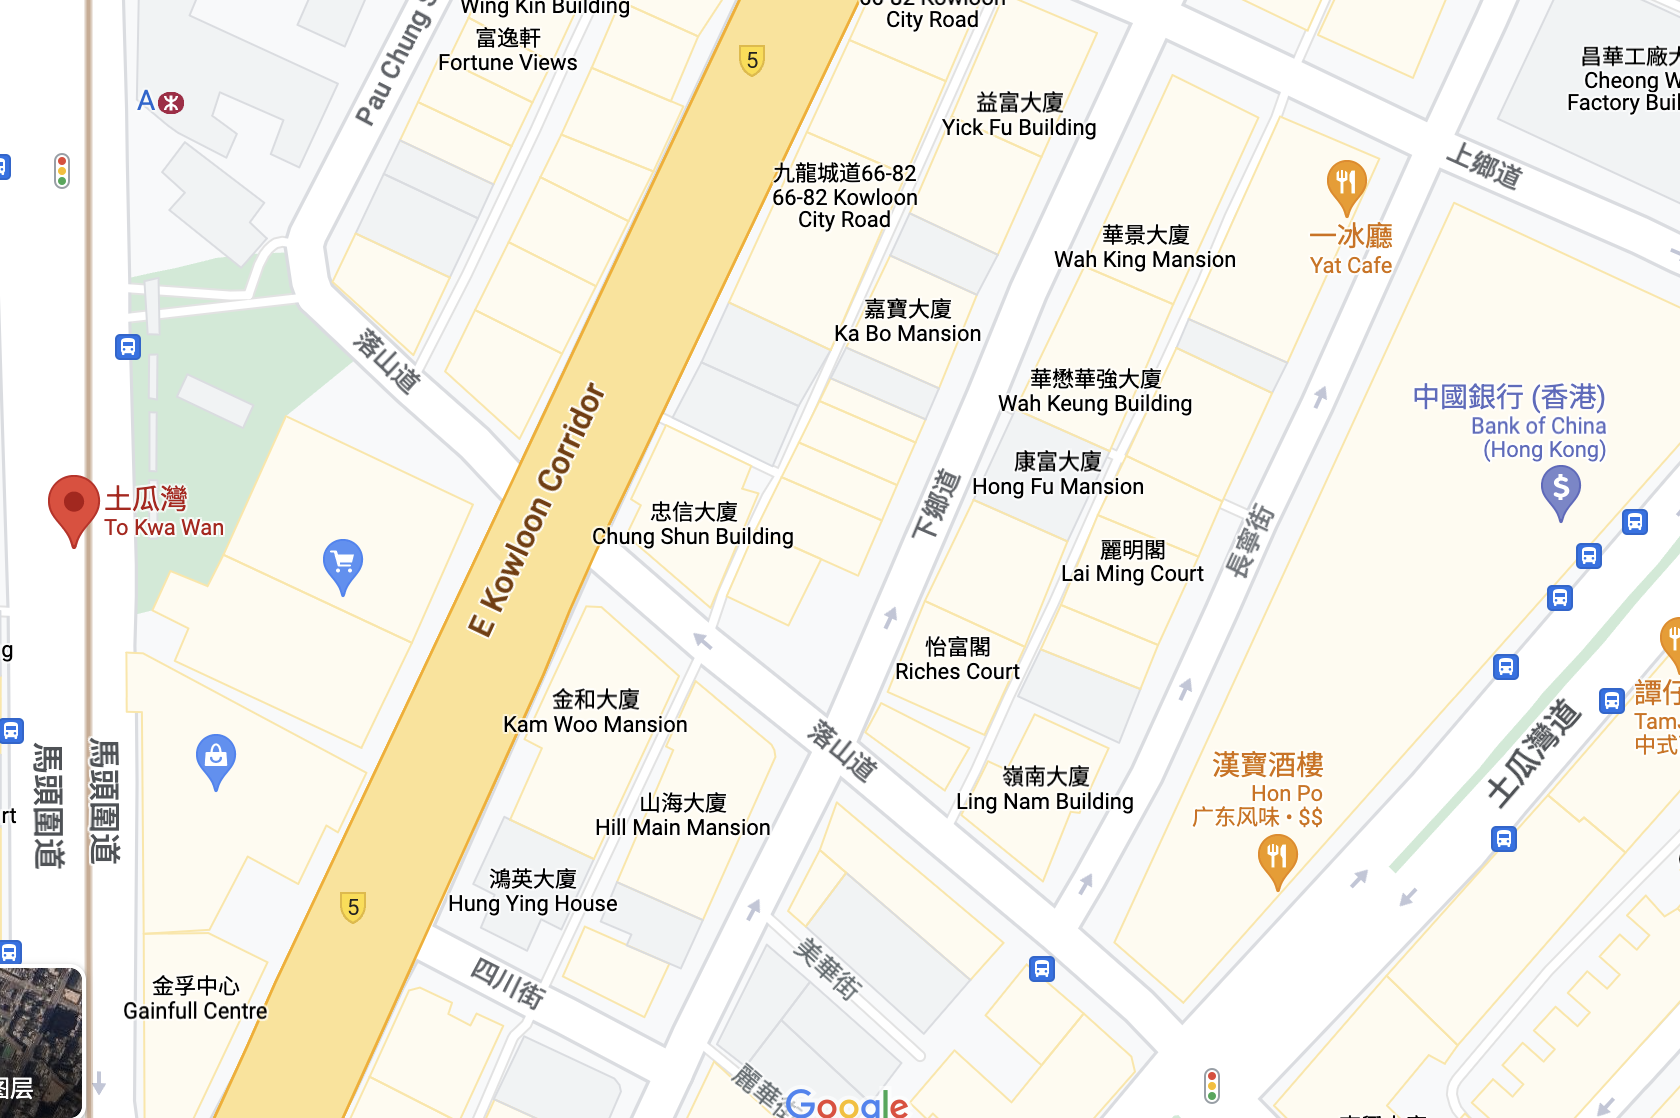 Wing Kin Building
富逸軒
Fortune Views
Pau Chung
5
City Road
昌華工廠
Cheong W
Factory Buil
A
益富大廈
Yick Fu Building
上鄉道
九龍城道66-82
66-82 Kowloon
City Road
一冰廳
Yat Cafe
華景大廈
Wah King Mansion
嘉寶大廈
Ka Bo Mansion
落山道
華懋華強大廈
Wah Keung Building
中國銀行 (香港)
Bank of China
(Hong Kong)
E Kowloon Corridor
康富大廈
Hong Fu Mansion
下鄉道
土瓜灣
To Kwa Wan
忠信大廈
Chung Shun Building
長寧街
麗明閣
Lai Ming Court
g
怡富閣
Riches Court
金和大廈
Kam Woo Mansion
譚仔
Tam
中式
土瓜灣道
落山道
馬頭圍道
馬頭圍道
嶺南大廈
Ling Nam Building
漢寶酒樓
Hon Po
广东风味 • $$
山海大廈
Hill Main Mansion
rt
鴻英大廈
Hung Ying House
5
四川街
美華街
金孚中心
Gainfull Centre
图层
麗華街
Google